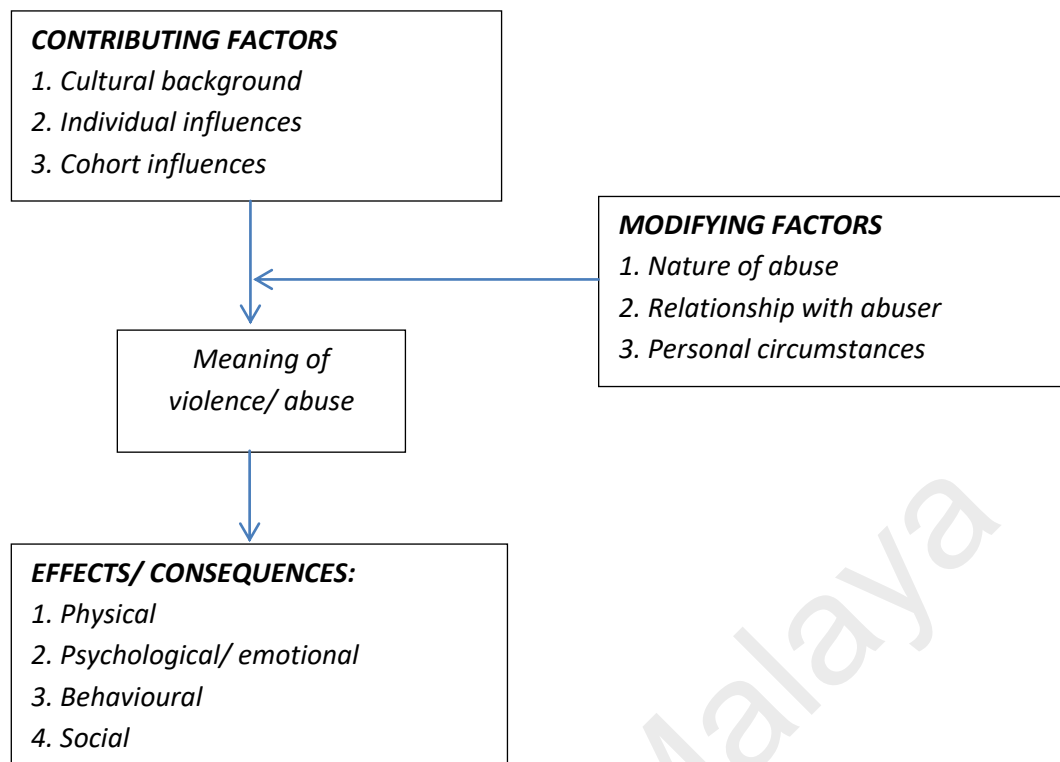 CONTRIBUTING FACTORS
1. Cultural background
2. Individual influences
3. Cohort influences
MODIFYING FACTORS
1. Nature of abuse
2. Relationship with abuser
3. Personal circumstances
Meaning of
violence/ abuse
EFFECTS/ CONSEQUENCES:
1. Physical
2. Psychological/ emotional
3. Behavioural
4. Social
Malaya